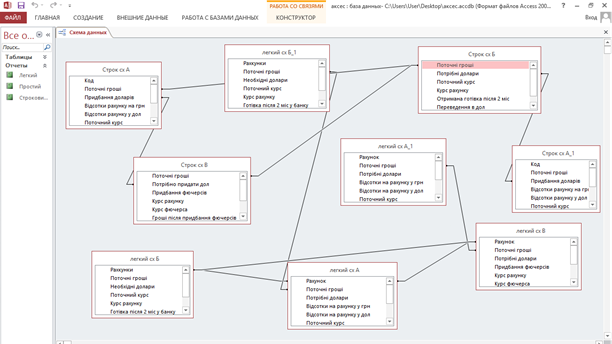 РАБОТА СО СВЯЗЯМИ
аксес : база данных- C:\Users\User\Desktop\аксес.accdb (Формат файлов Access 200...
ФАЙЛ ГЛАВНАЯ СОЗДАНИЕ ВНЕШНИЕ ДАННЫЕ РАБОТА С БАЗАМИ ДАННЫХ КОНСТРУКТОР Вход
Все о...
Поиск...
Таблицы
Отчеты
Легкий
Простий
Строкови...
Схема данных
Строк сх А
Код
Поточні гроші
Придбання доларів
Відсотки рахунку на грн
Відсотки рахунку у дол
Поточний курс
легкий сх Б_1
Рахкунки
Поточні гроші
Необхідні долари
Поточний курс
Курс рахунку
Готівка після 2 міс у банку
Строк сх Б
Поточні гроші
Потрібні долари
Поточний курс
Курс рахунку
Отримана готівка після 2 міс
Переведення в дол
Строк сх В
Поточні гроші
Потрібно придати дол
Придбання фючерсів
Курс рахунку
Курс фючерса
Гроші після придбання фючерсів
легкий сх А_1
Рахунок
Поточні гроші
Потрібні долари
Відсотки на рахунку у грн
Відсотки на рахунку у дол
Поточний курс
Строк сх А_1
Код
Поточні гроші
Придбання доларів
Відсотки рахунку на грн
Відсотки рахунку у дол
Поточний курс
легкий сх Б
Рахкунки
Поточні гроші
Необхідні долари
Поточний курс
Курс рахунку
Готівка після 2 міс у банку
легкий сх А
Рахунок
Поточні гроші
Потрібні долари
Відсотки на рахунку у грн
Відсотки на рахунку у дол
Поточний курс
легкий сх В
Рахунок
Поточні гроші
Потрібні долари
Придбання фючерсів
Курс рахунку
Курс фючерса